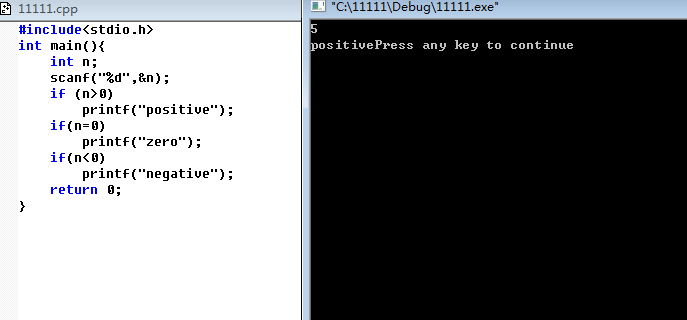 11111.cpp
#include<stdio.h>
int main(){
    int n;
    scanf("%d",&n);
    if (n>0)
        printf("positive");
    if(n=0)
        printf("zero");
    if(n<0)
        printf("negative");
    return 0;
}
"C:\11111\Debug\11111.exe"
5
positivePress any key to continue